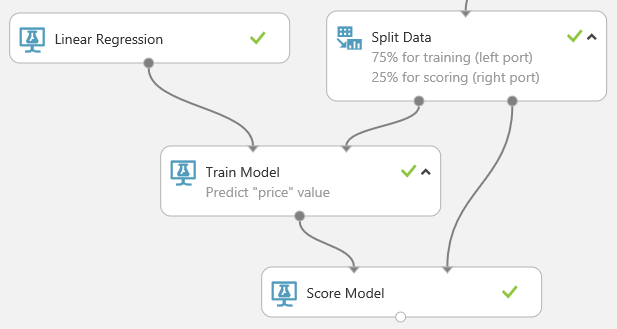 Linear Regression
Split Data
75% for training (left port)
25% for scoring (right port)
Train Model
Predict "price" value
Score Model